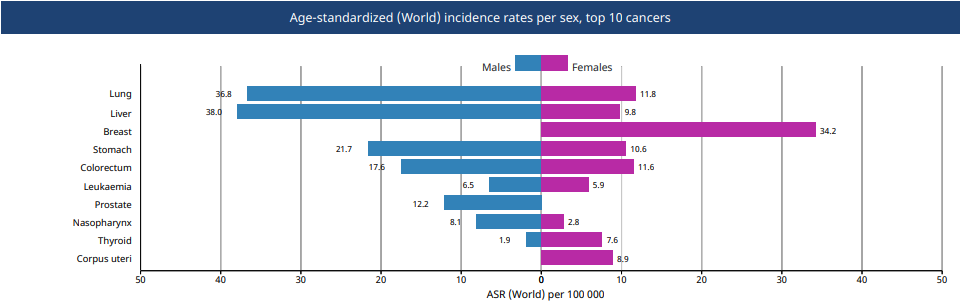 Age-standardized (World) incidence rates per sex, top 10 cancers
Males Females
Lung 36.8 11.8
Liver 38.0 9.8
Breast 34.2
Stomach 21.7 10.6
Colorectum 17.6 11.6
Leukaemia 6.5 5.9
Prostate 12.2
Nasopharynx 8.1 2.8
Thyroid 1.9 7.6
Corpus uteri 8.9
50 40 30 20 10 0 10 20 30 40 50
ASR (World) per 100 000